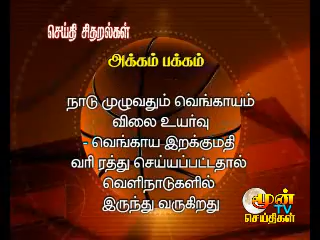 செய்தி சிதறல்கள்
அக்கம் பக்கம்
நாடு முழுவதும் வெங்காயம்
விலை உயர்வு
- வெங்காய இறக்குமதி
வரி ரத்து செய்யப்பட்டதால்
வெளிநாடுகளில்
இருந்து வருகிறது
மூன்
TV
செய்திகள்